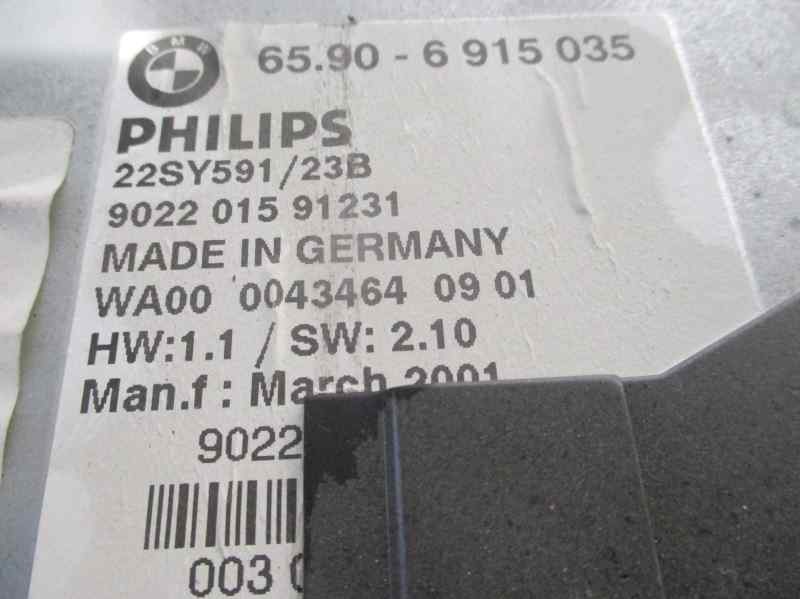 BMW
65.90 - 6 915 035
PHILIPS
22SY591/23B
9022 015 91231
MADE IN GERMANY
WA00 0043464 09 01
HW:1.1 / SW: 2.10
Man.f : March 2001
9022
003